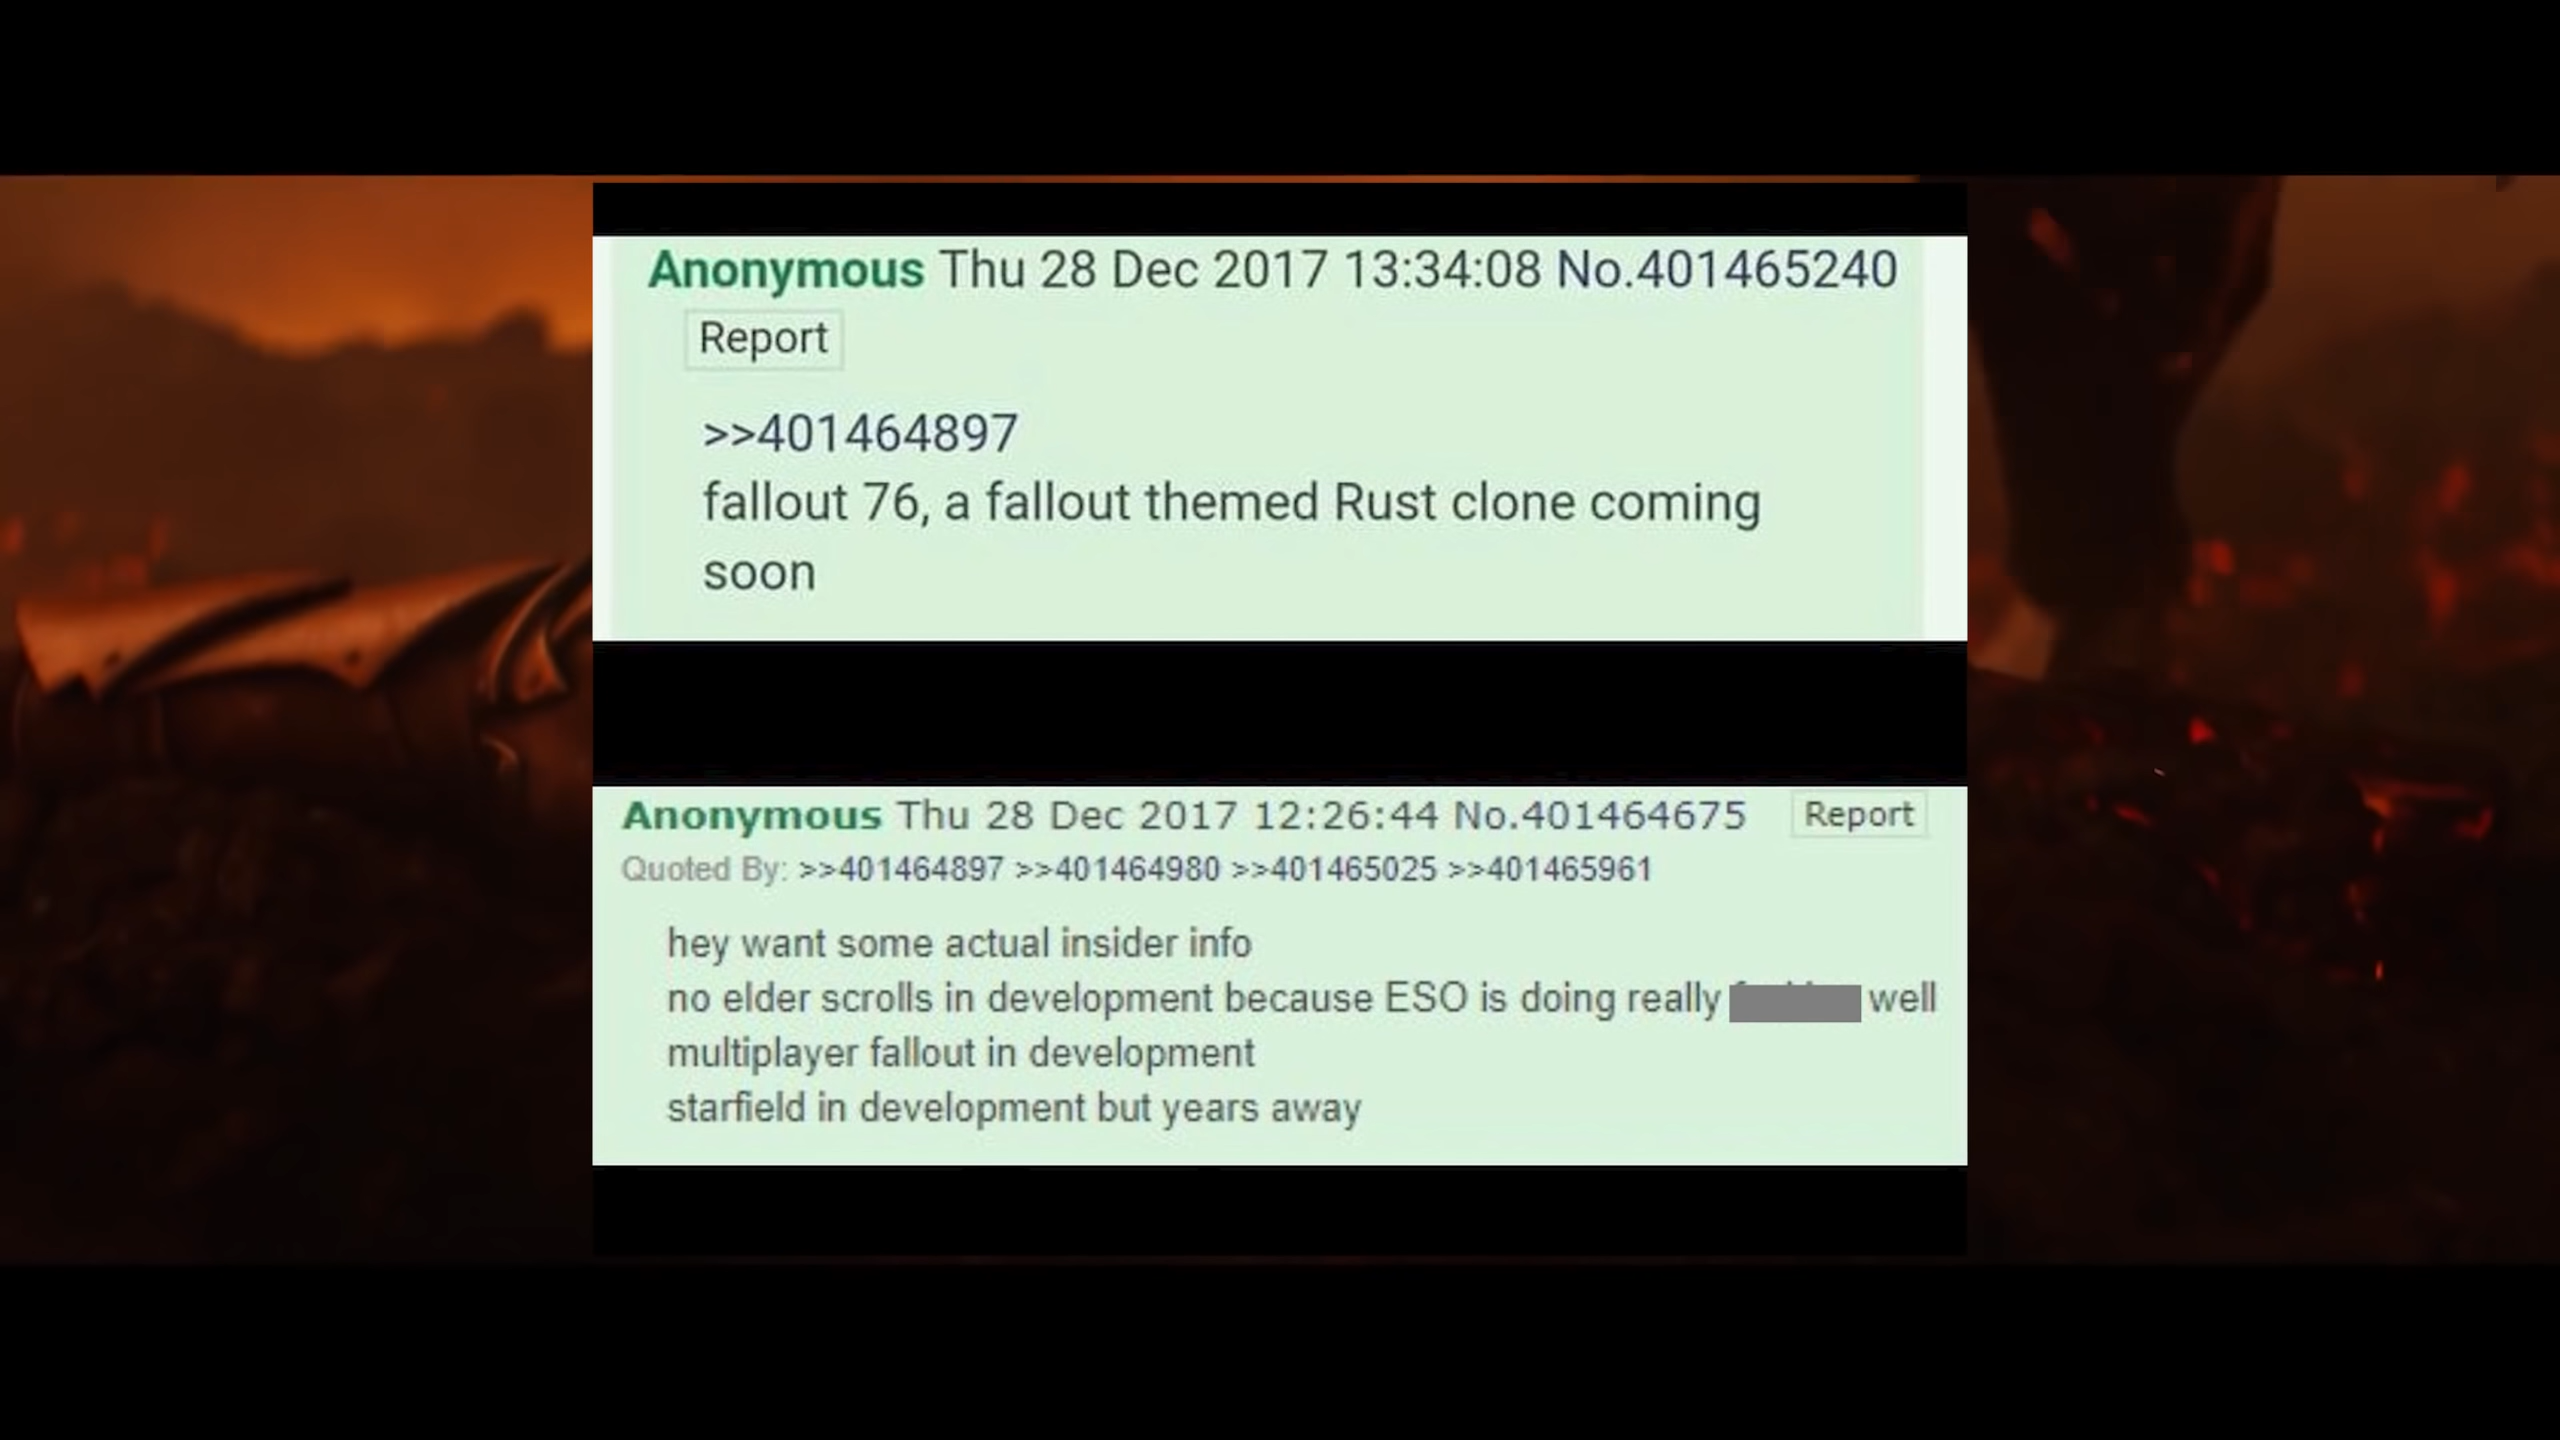 Anonymous Thu 28 Dec 2017 13:34:08 No.401465240
Report
>>401464897
fallout 76, a fallout themed Rust clone coming
soon
Anonymous Thu 28 Dec 2017 12:26:44 No.401464675 Report
Quoted By: >>401464897 >>401464980 >>401465025 >>401465961
hey want some actual insider info
no elder scrolls in development because ESO is doing really well
multiplayer fallout in development
starfield in development but years away